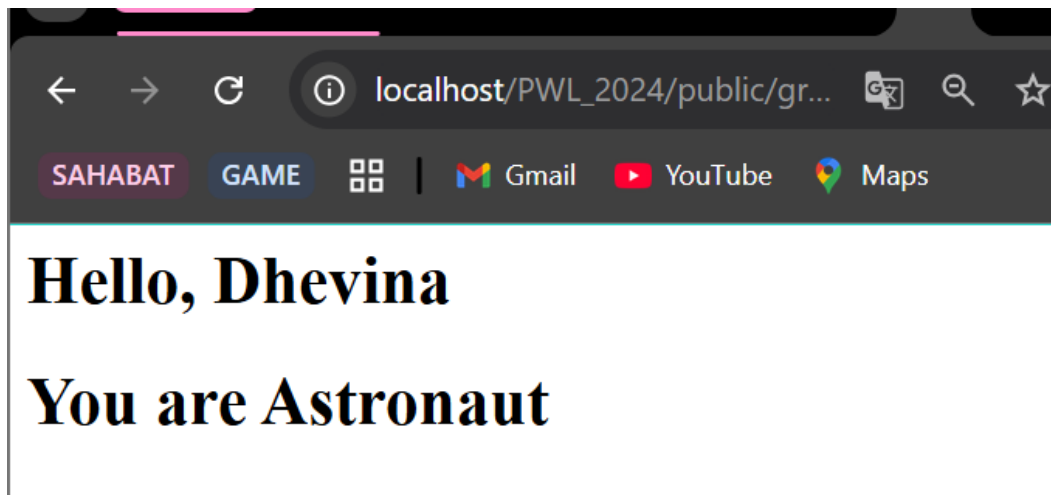 localhost/PWL_2024/public/gr...
SAHABAT GAME Gmail YouTube Maps
Hello, Dhevina
You are Astronaut